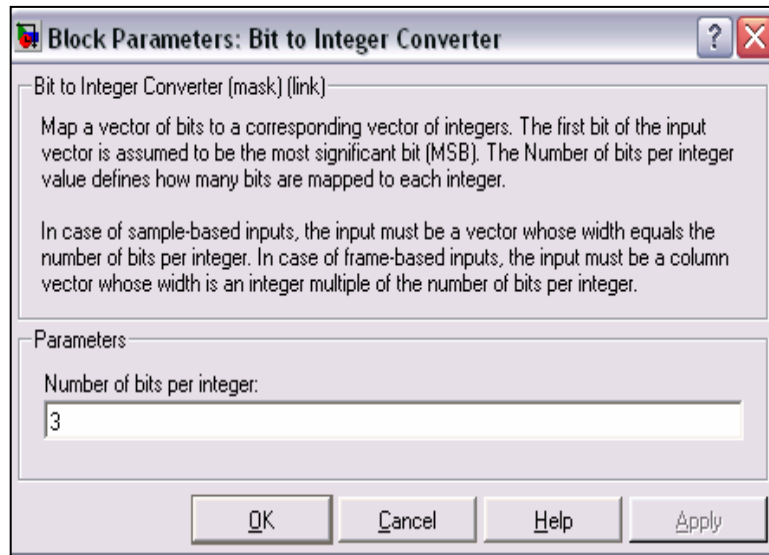 Block Parameters: Bit to Integer Converter
?
Bit to Integer Converter (mask) (link)
Map a vector of bits to a corresponding vector of integers. The first bit of the input
vector is assumed to be the most significant bit (MSB). The Number of bits per integer
value defines how many bits are mapped to each integer.
In case of sample-based inputs, the input must be a vector whose width equals the
number of bits per integer. In case of frame-based inputs, the input must be a column
vector whose width is an integer multiple of the number of bits per integer.
Parameters
Number of bits per integer:
3
OK Cancel Help Apply